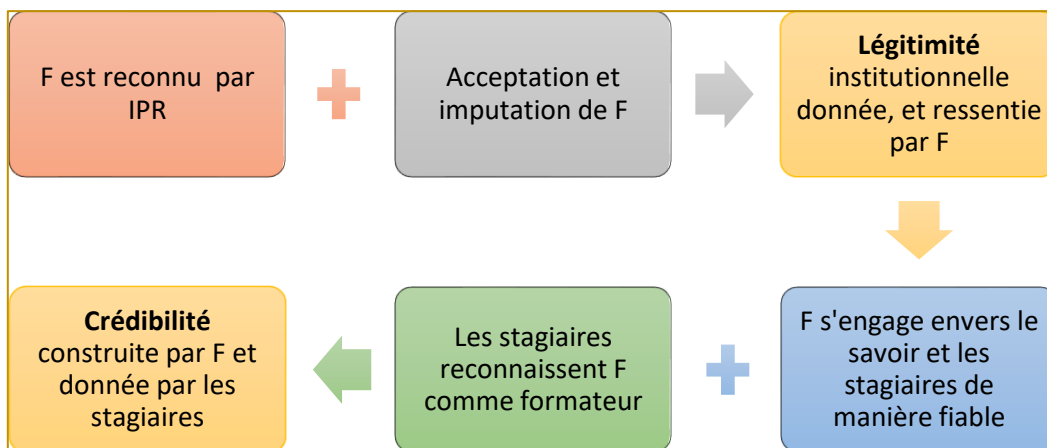 F est reconnu par
IPR
Acceptation et
imputation de F
Légitimité
institutionnelle
donnée, et ressentie
par F
F s'engage envers le
savoir et les
stagiaires de
manière fiable
Les stagiaires
reconnaissent F
comme formateur
Crédibilité
construite par F et
donnée par les
stagiaires